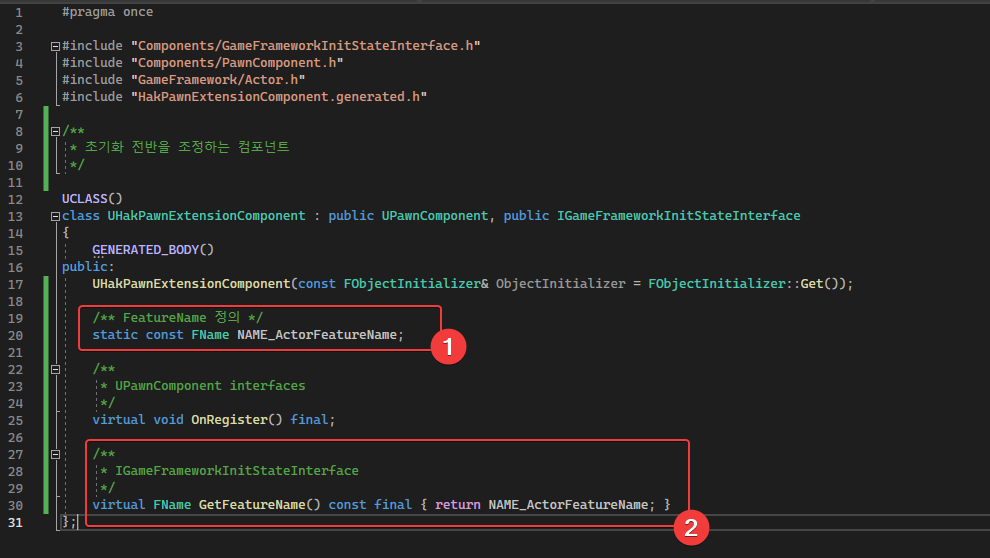 1 #pragma once
2
3 #include "Components/GameFrameworkInitStateInterface.h"
4 #include "Components/PawnComponent.h"
5 #include "GameFramework/Actor.h"
6 #include "HakPawnExtensionComponent.generated.h"
7
8 /**
9 * 초기화 전반을 조정하는 컴포넌트
10 */
11
12 UCLASS()
13 class UHakPawnExtensionComponent : public UPawnComponent, public IGameFrameworkInitStateInterface
14 {
15 GENERATED_BODY()
16 public:
17 UHakPawnExtensionComponent(const FObjectInitializer& ObjectInitializer = FObjectInitializer::Get());
18
19 /** FeatureName 정의 */
20 static const FName NAME_ActorFeatureName;
1
21
22 /**
23 * UPawnComponent interfaces
24 */
25 virtual void OnRegister() final;
26
27 /**
28 * IGameFrameworkInitStateInterface
29 */
30 virtual FName GetFeatureName() const final { return NAME_ActorFeatureName; }
2
31 };